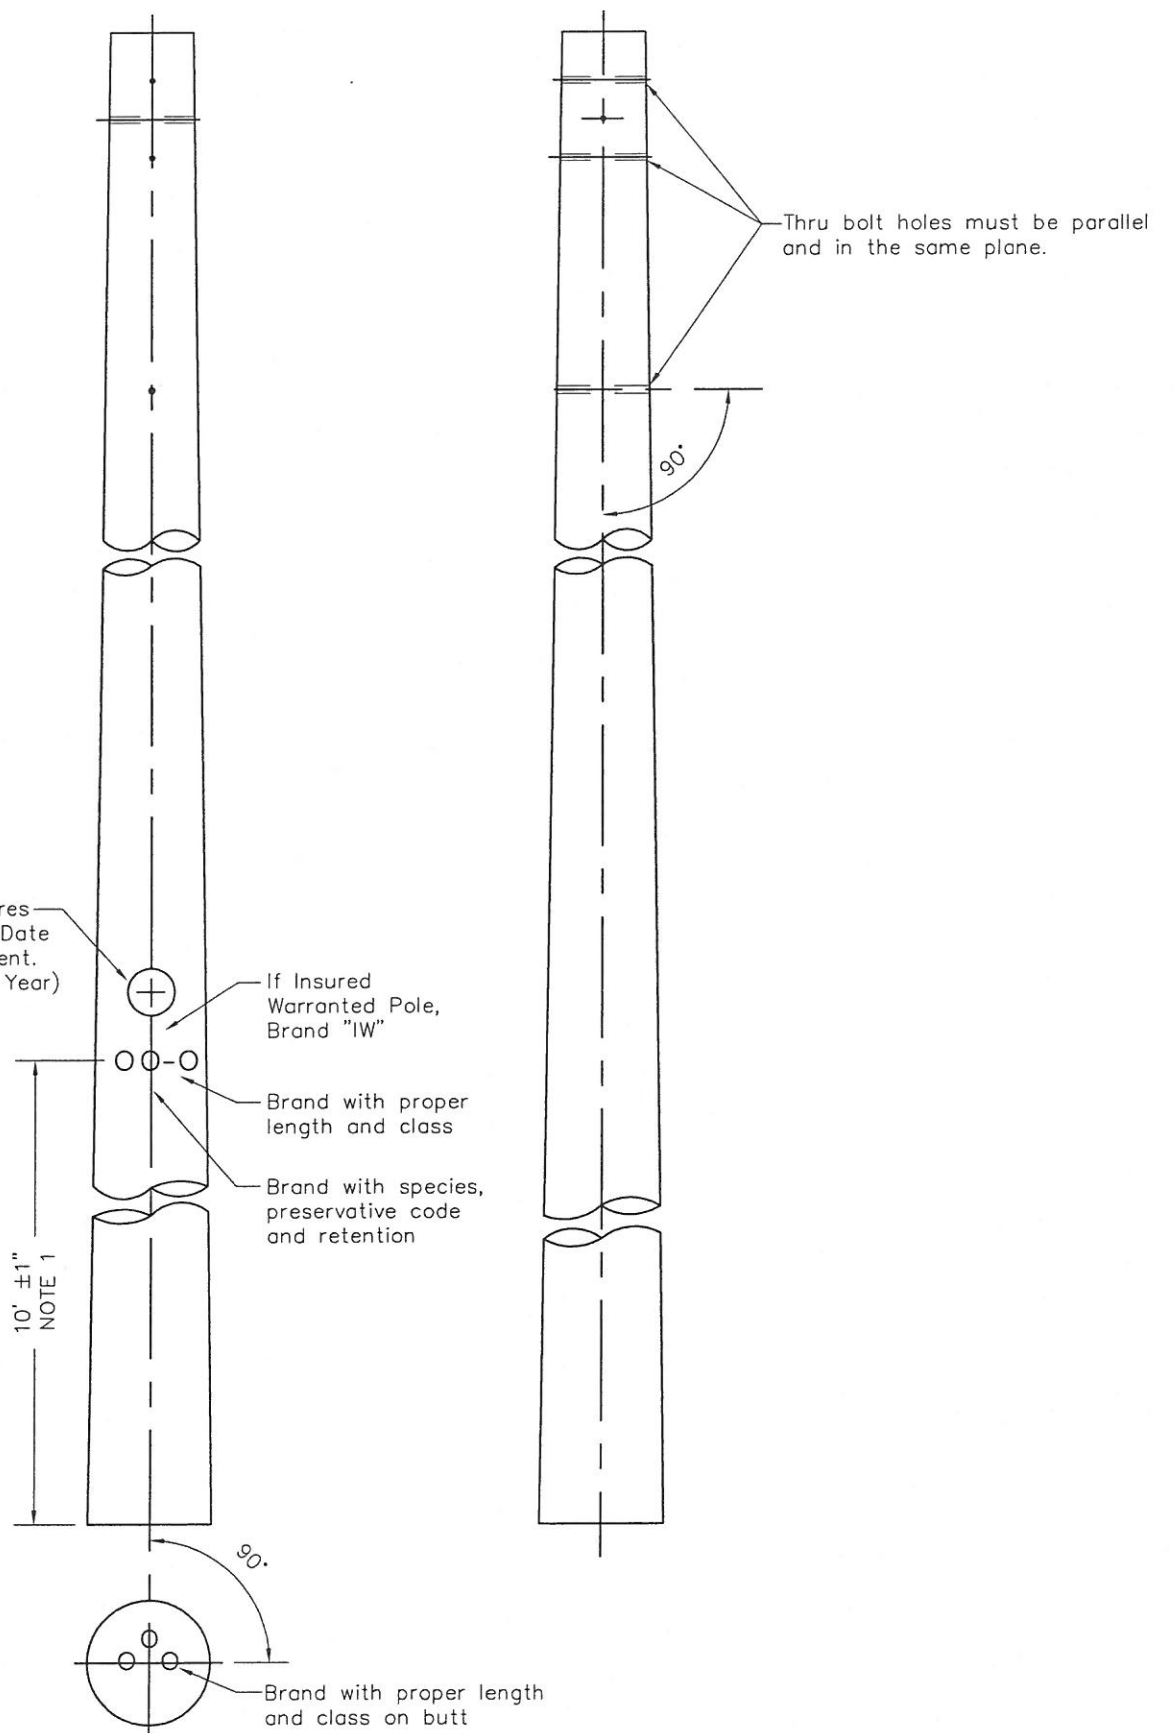 Thru bolt holes must be parallel
and in the same plane.
90°
Date
Year)
If Insured
Warranted Pole,
Brand "IW"
OO-O
Brand with proper
length and class
Brand with species,
preservative code
and retention
10' ±1"
NOTE 1
90°
O
O O
Brand with proper length
and class on butt